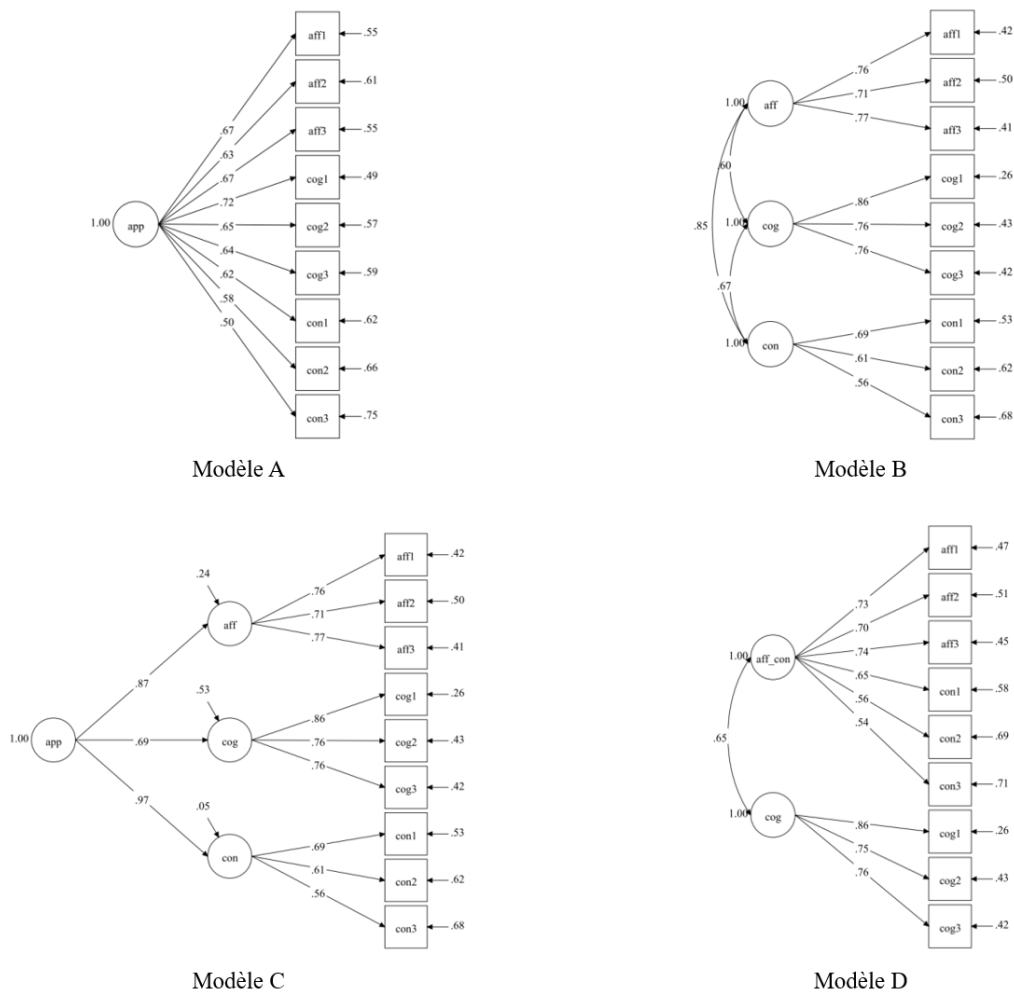 aff1
.55
aff2
.61
aff3
.55
cog1
.49
cog2
.57
cog3
.59
con1
.62
con2
.66
con3
.75
1.00
app
.67
.63
.67
.72
.65
.64
.62
.58
.50
Modèle A
aff1
.42
aff2
.50
aff3
.41
cog1
.26
cog2
.43
cog3
.42
con1
.53
con2
.62
con3
.68
1.00
aff
1.00
cog
1.00
con
.76
.71
.77
.86
.76
.76
.69
.61
.56
.60
.85
.67
Modèle B
aff1
.42
aff2
.50
aff3
.41
cog1
.26
cog2
.43
cog3
.42
con1
.53
con2
.62
con3
.68
.24
aff
.53
cog
.05
con
1.00
app
.87
.69
.97
.76
.71
.77
.86
.76
.76
.69
.61
.56
Modèle C
aff1
.47
aff2
.51
aff3
.45
con1
.58
con2
.69
con3
.71
cog1
.26
cog2
.43
cog3
.42
1.00
aff_con
1.00
cog
.65
.73
.70
.74
.65
.56
.54
.86
.75
.76
Modèle D